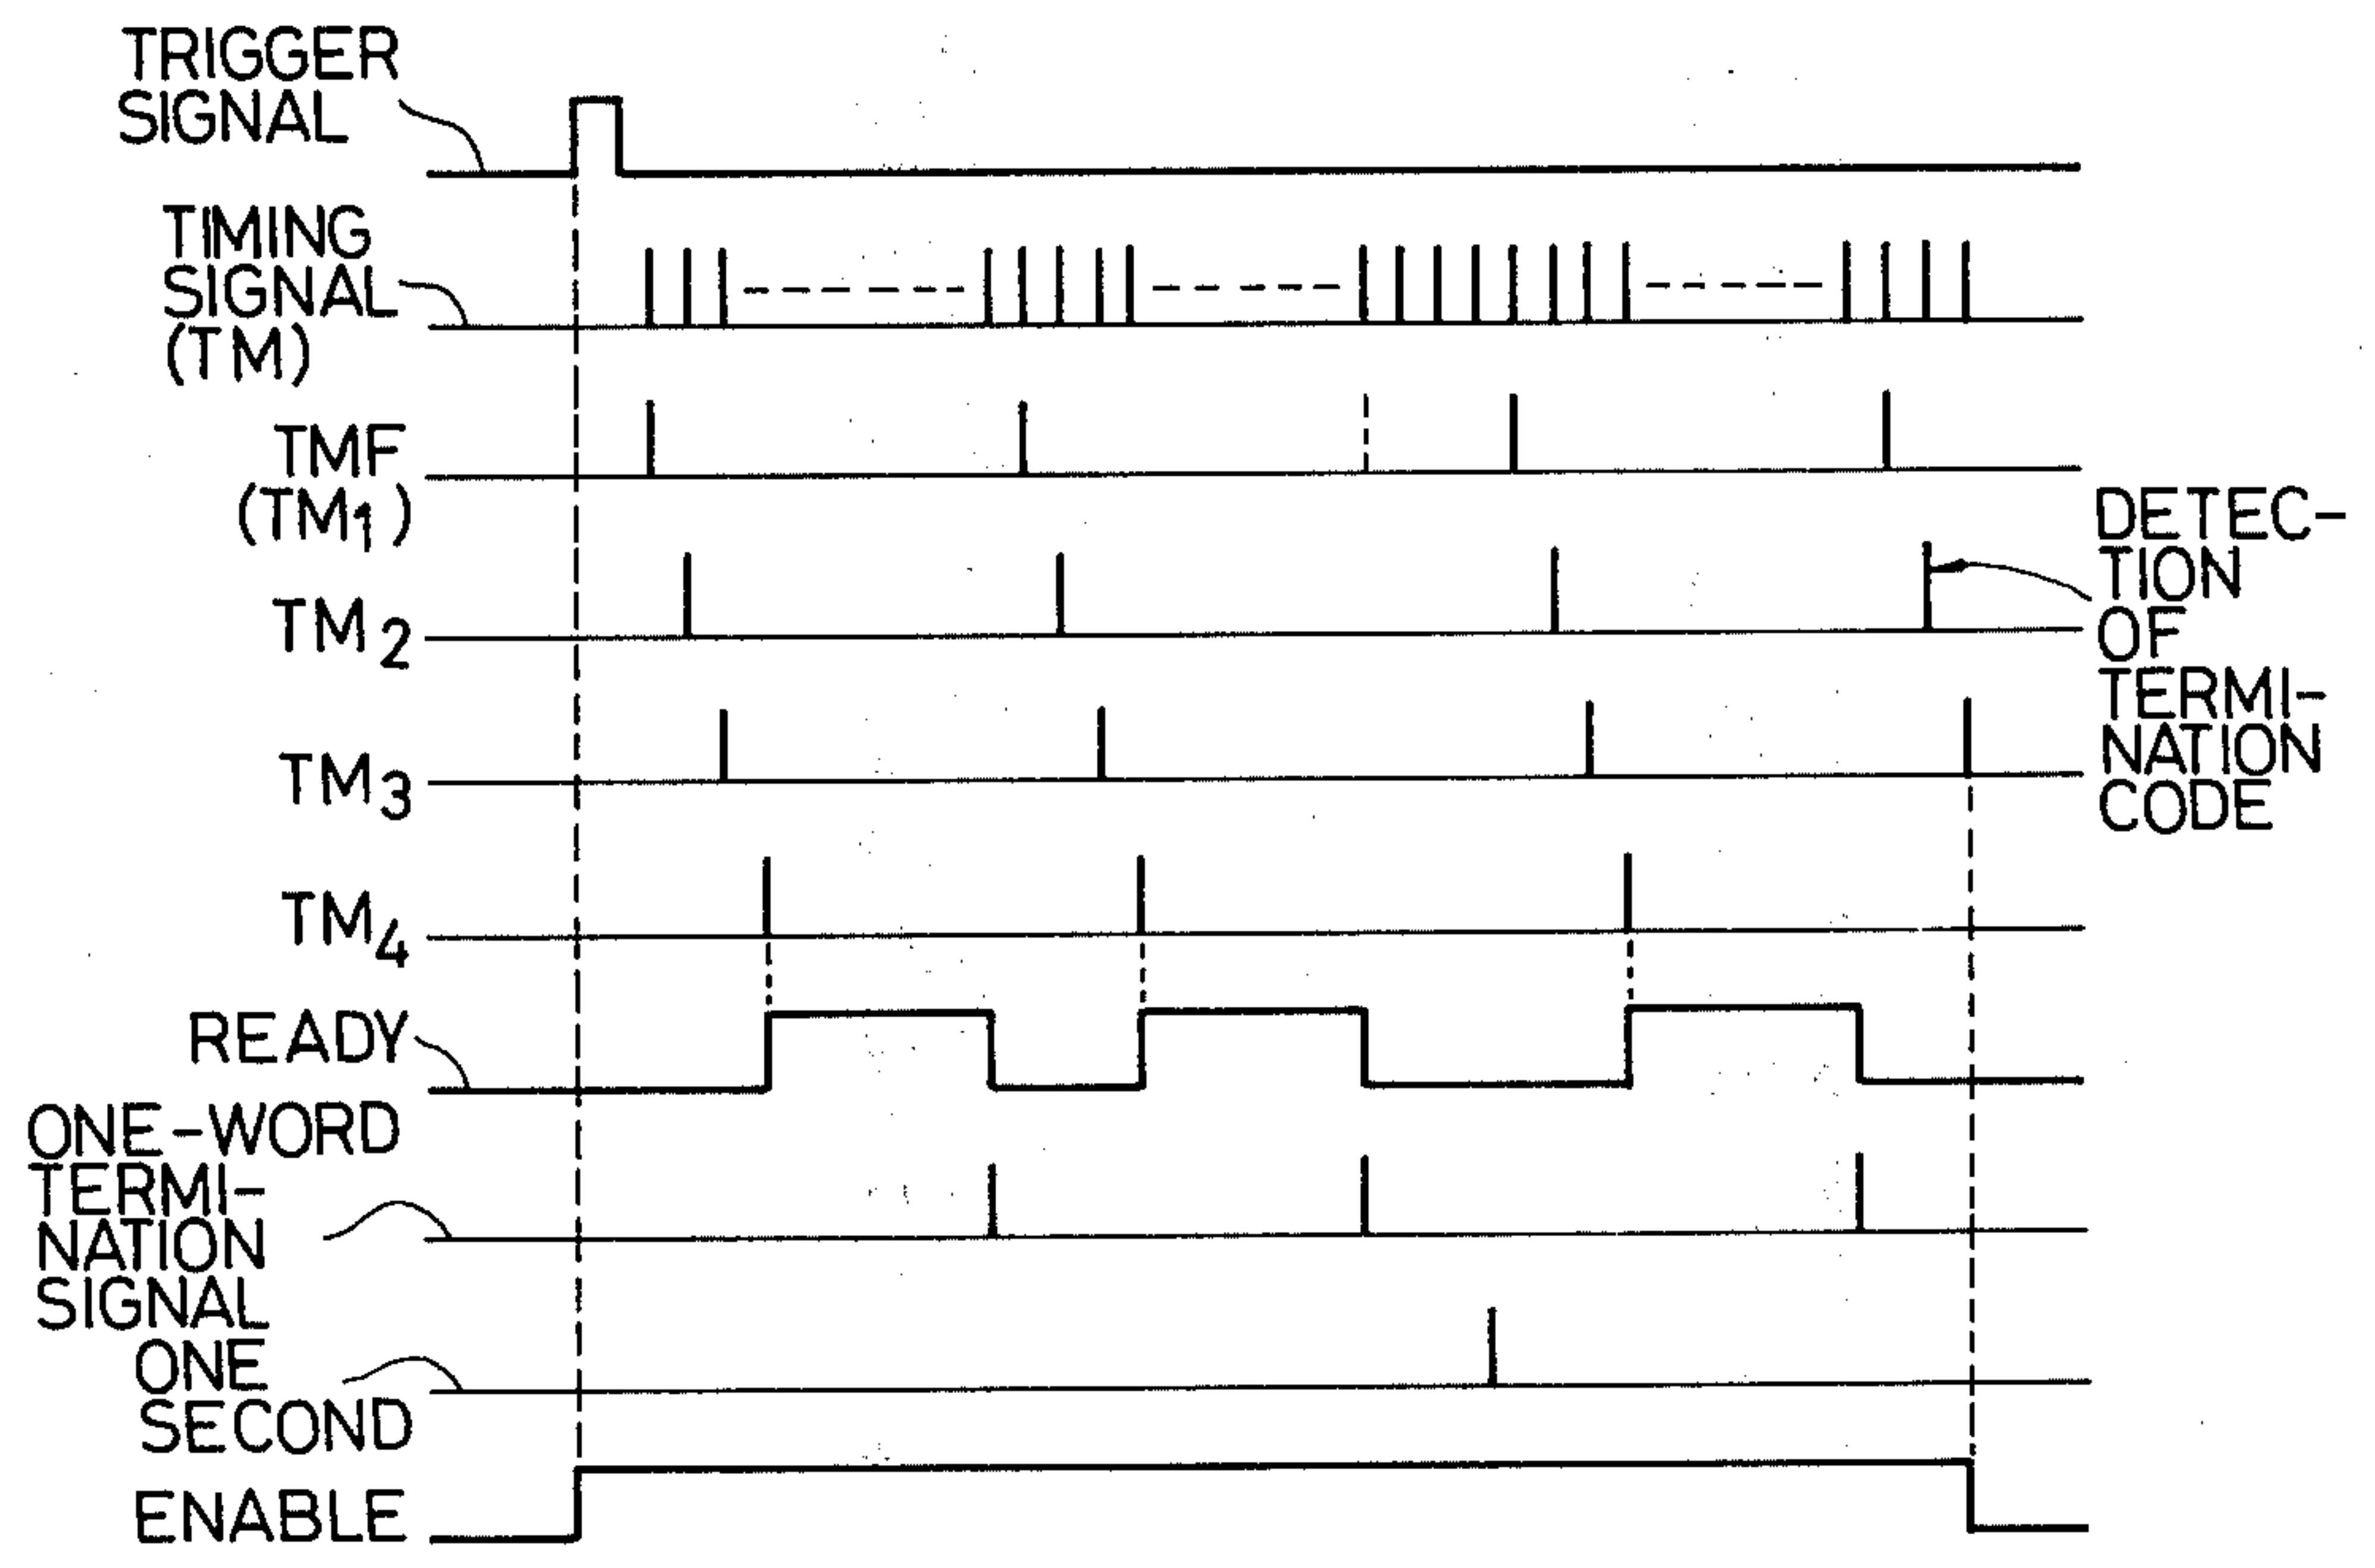 TRIGGER
SIGNAL
TIMING
SIGNAL
(TM)
TMF
(TM1)
DETEC-
TION
OF
TERMI-
NATION
CODE
TM2
TM3
TM4
READY
ONE-WORD
TERMI-
NATION
SIGNAL
ONE
SECOND
ENABLE